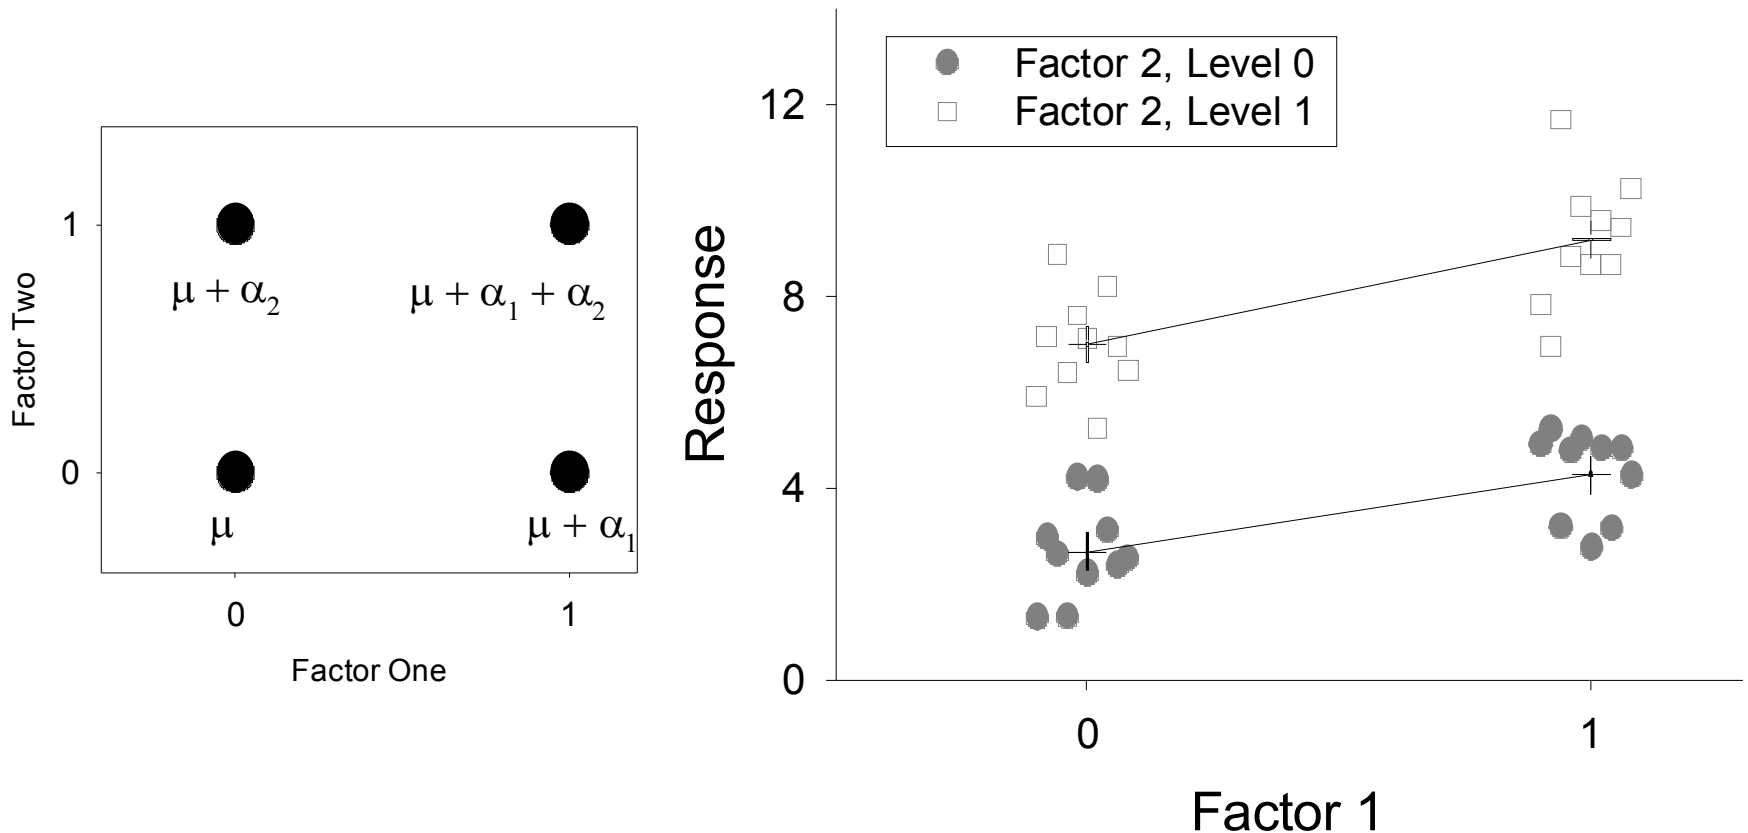 Factor Two
1
0
μ + α2
μ + α1 + α2
μ
μ + α1
0 1
Factor One
Response
12
8
4
0
Factor 2, Level 0
Factor 2, Level 1
0 1
Factor 1